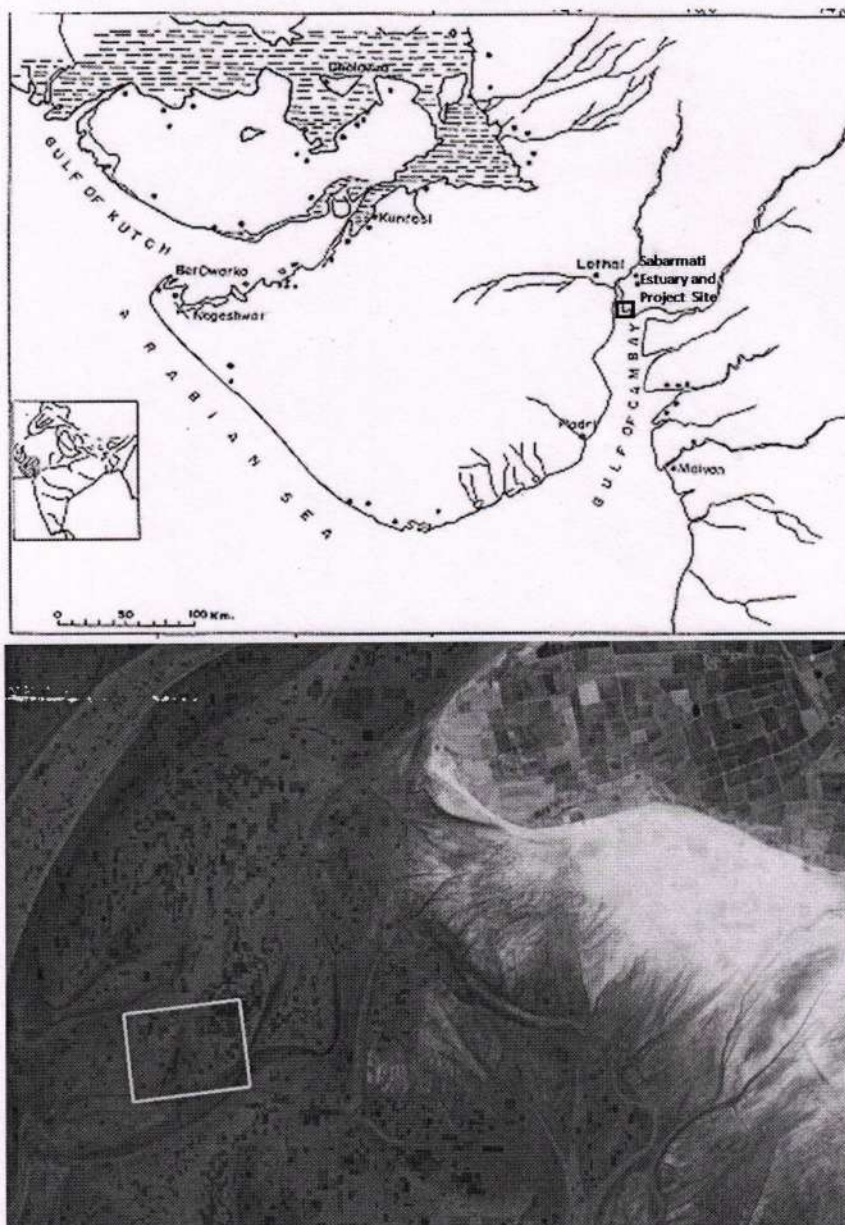 GULF OF KUTCH
Kuntasi
Bet Dwarka
Nageshwar
ARABIAN SEA
Lothal
Sabarmati
Estuary and
Project Site
GULF OF CAMBAY
Padri
Malvan
0 50 100 Km.